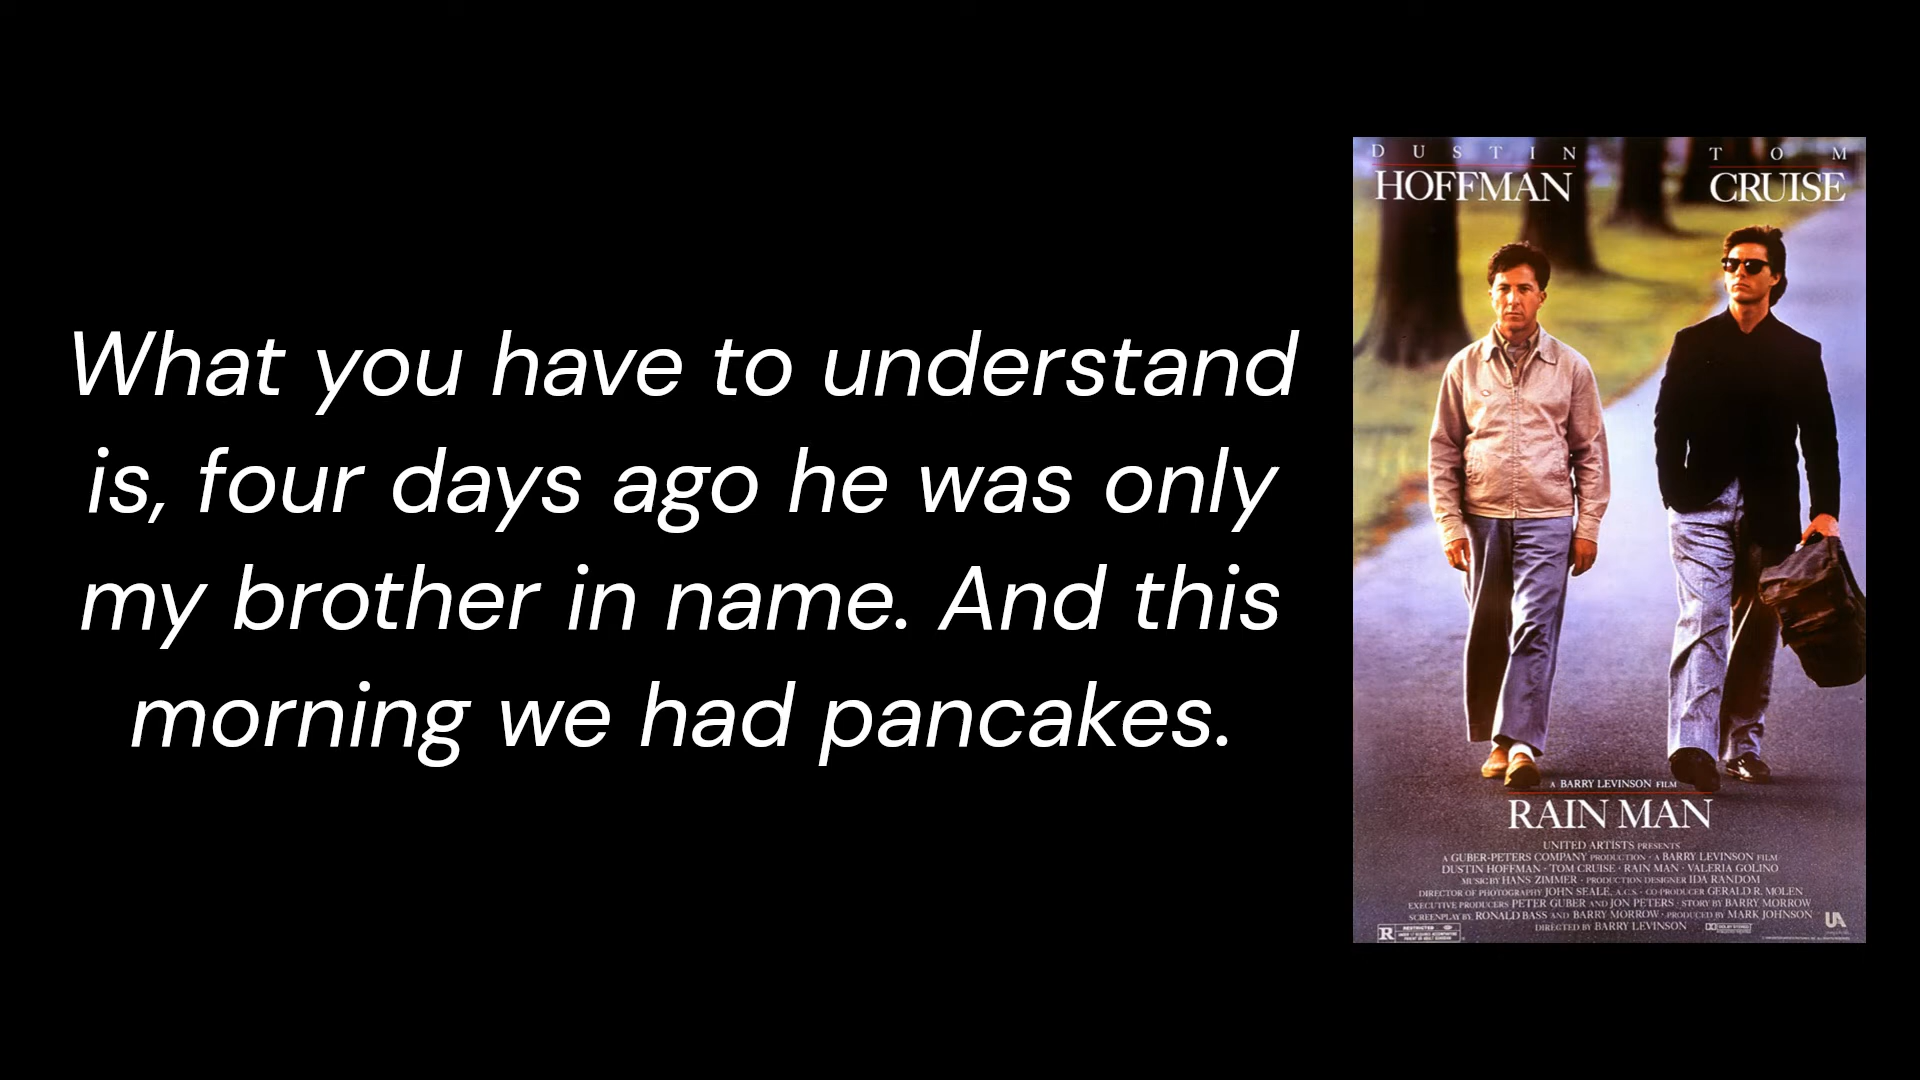 What you have to understand
is, four days ago he was only
my brother in name. And this
morning we had pancakes.
DUSTIN
HOFFMAN
TOM
CRUISE
A BARRY LEVINSON FILM
RAIN MAN
UNITED ARTISTS PRESENTS
A GUBER-PETERS COMPANY PRODUCTION · A BARRY LEVINSON FILM
DUSTIN HOFFMAN · TOM CRUISE · RAIN MAN · VALERIA GOLINO
MUSIC BY HANS ZIMMER · PRODUCTION DESIGNER IDA RANDOM
DIRECTOR OF PHOTOGRAPHY JOHN SEALE, A.C.S. · CO-PRODUCER GERALD R. MOLEN
EXECUTIVE PRODUCERS PETER GUBER AND JON PETERS · STORY BY BARRY MORROW
SCREENPLAY BY RONALD BASS AND BARRY MORROW · PRODUCED BY MARK JOHNSON
DIRECTED BY BARRY LEVINSON
R RESTRICTED
UA